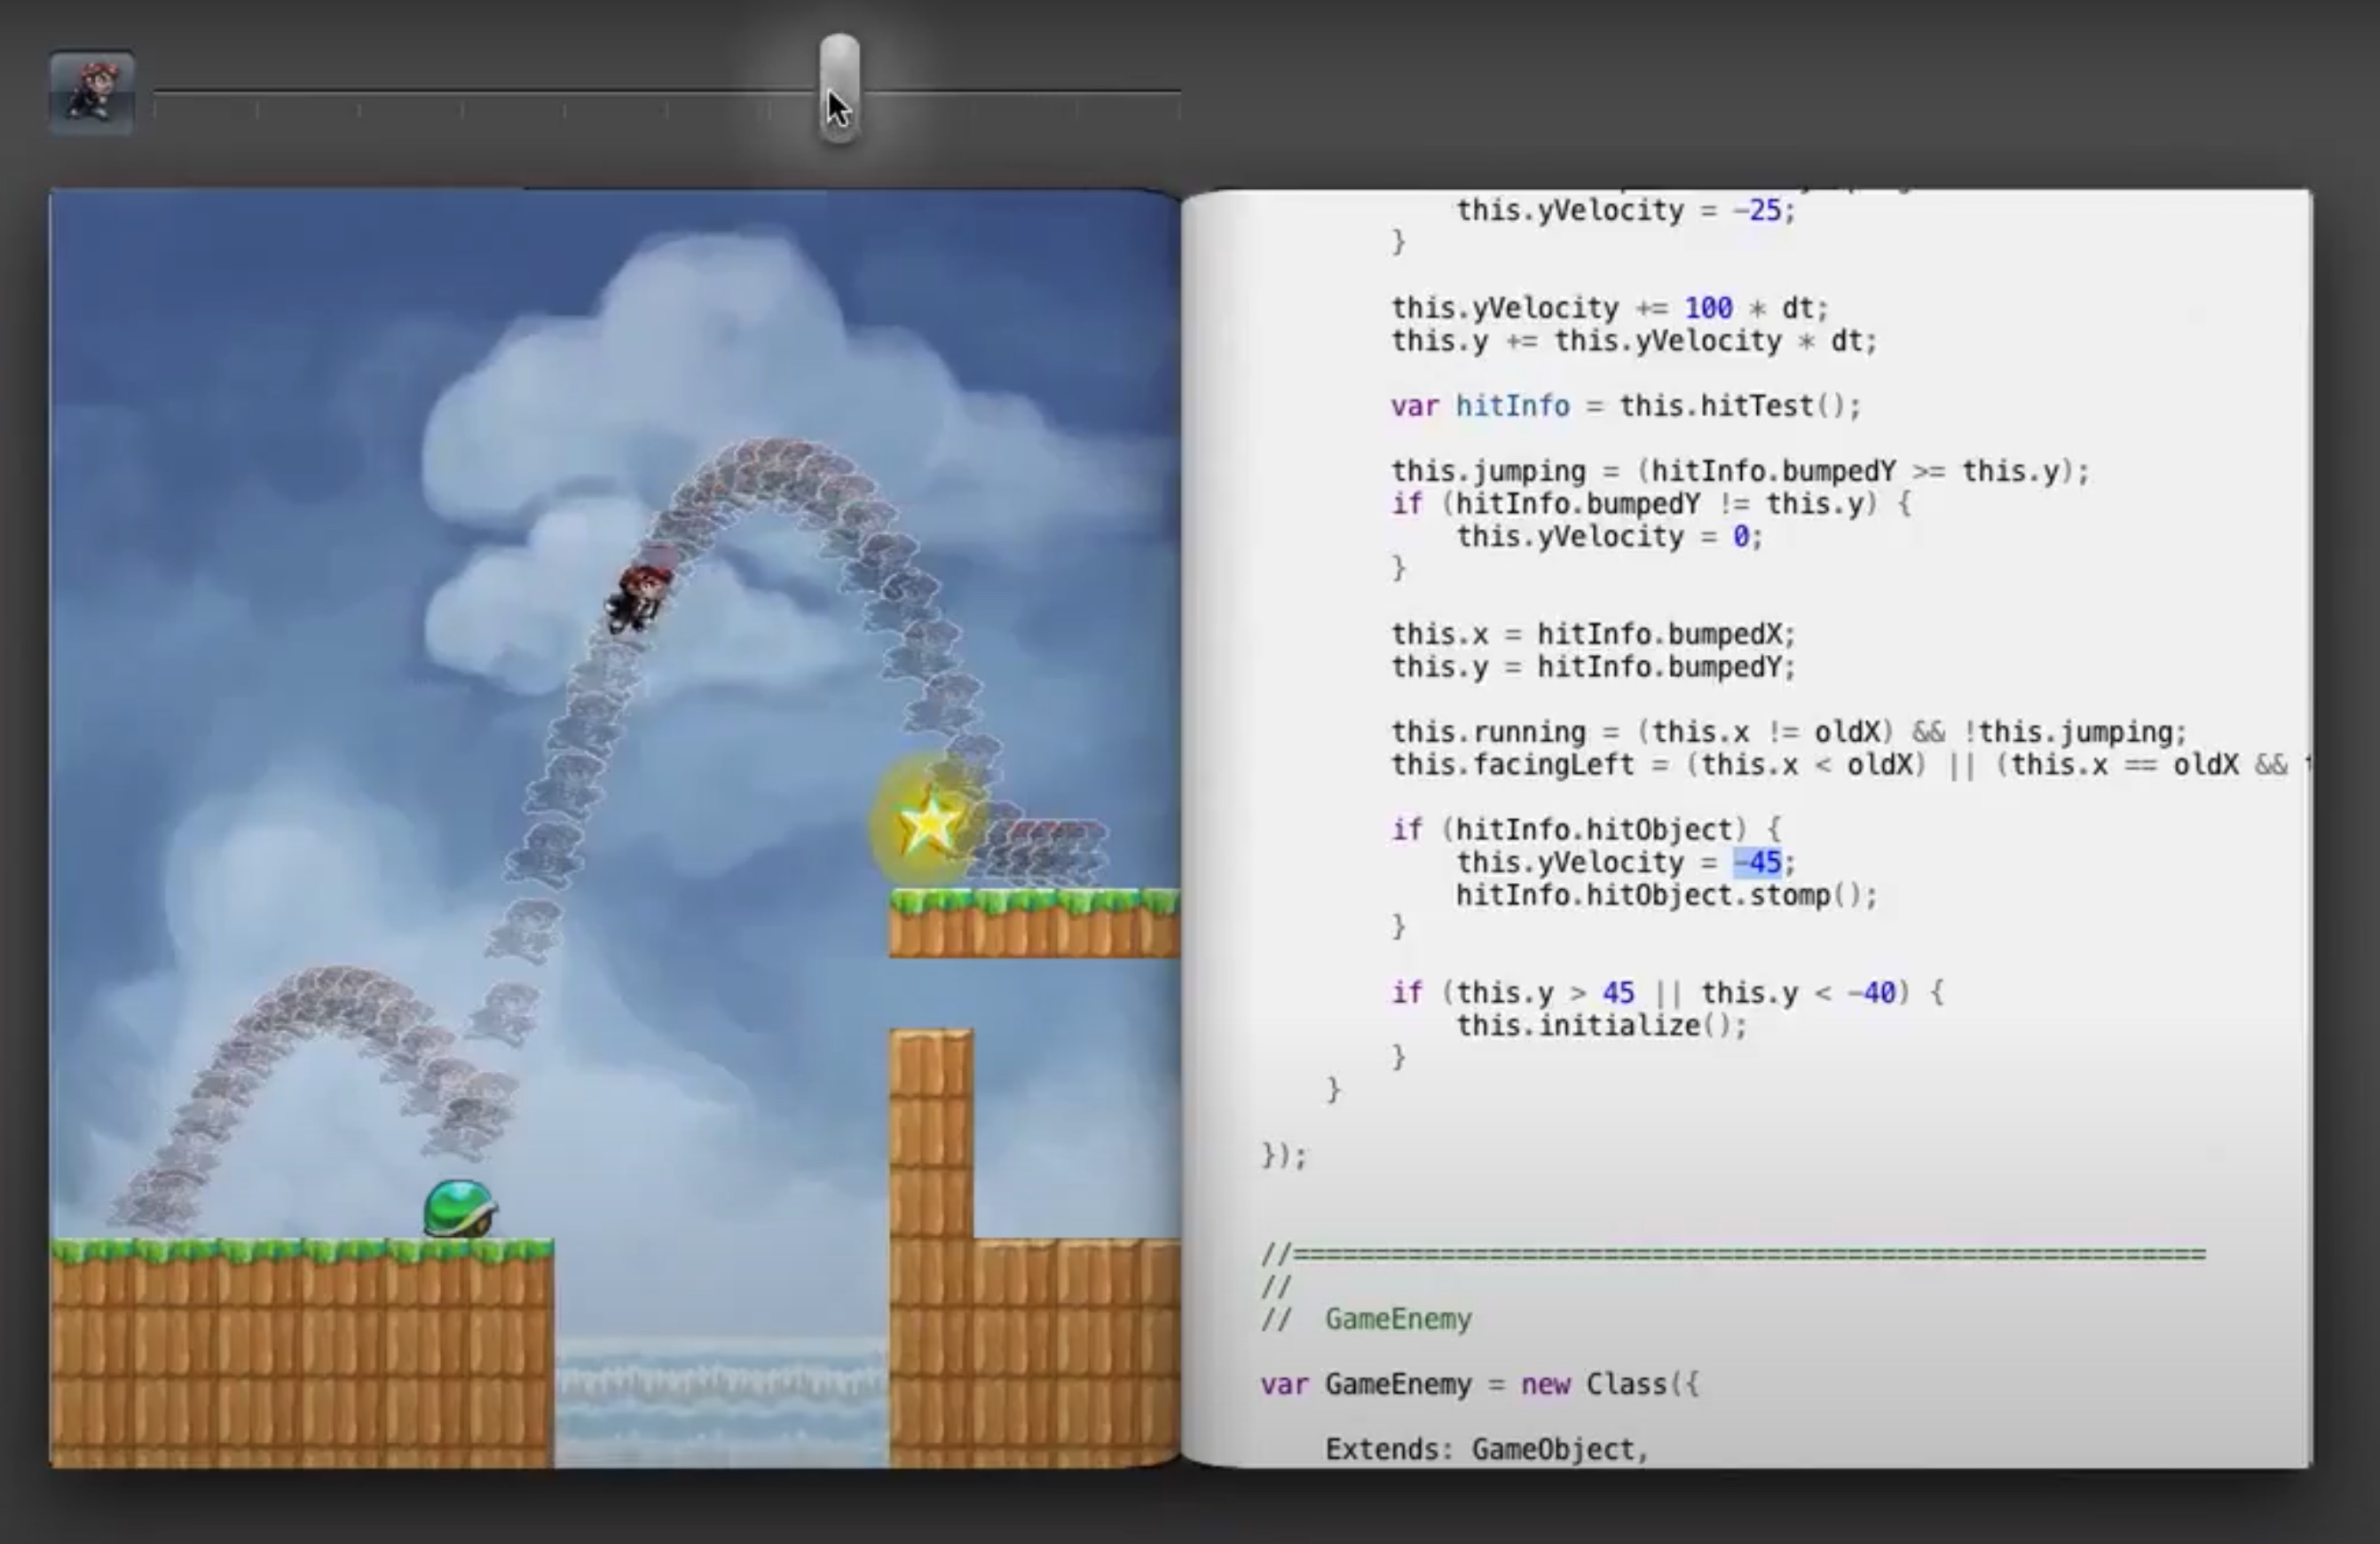 this.yVelocity = -25;
}
this.yVelocity += 100 * dt;
this.y += this.yVelocity * dt;
var hitInfo = this.hitTest();
this.jumping = (hitInfo.bumpedY >= this.y);
if (hitInfo.bumpedY != this.y) {
this.yVelocity = 0;
}
this.x = hitInfo.bumpedX;
this.y = hitInfo.bumpedY;
this.running = (this.x != oldX) && !this.jumping;
this.facingLeft = (this.x < oldX) || (this.x == oldX &&
if (hitInfo.hitObject) {
this.yVelocity = -45;
hitInfo.hitObject.stomp();
}
if (this.y > 45 || this.y < -40) {
this.initialize();
}
}
});
//========================================================
//
// GameEnemy
var GameEnemy = new Class({
Extends: GameObject,